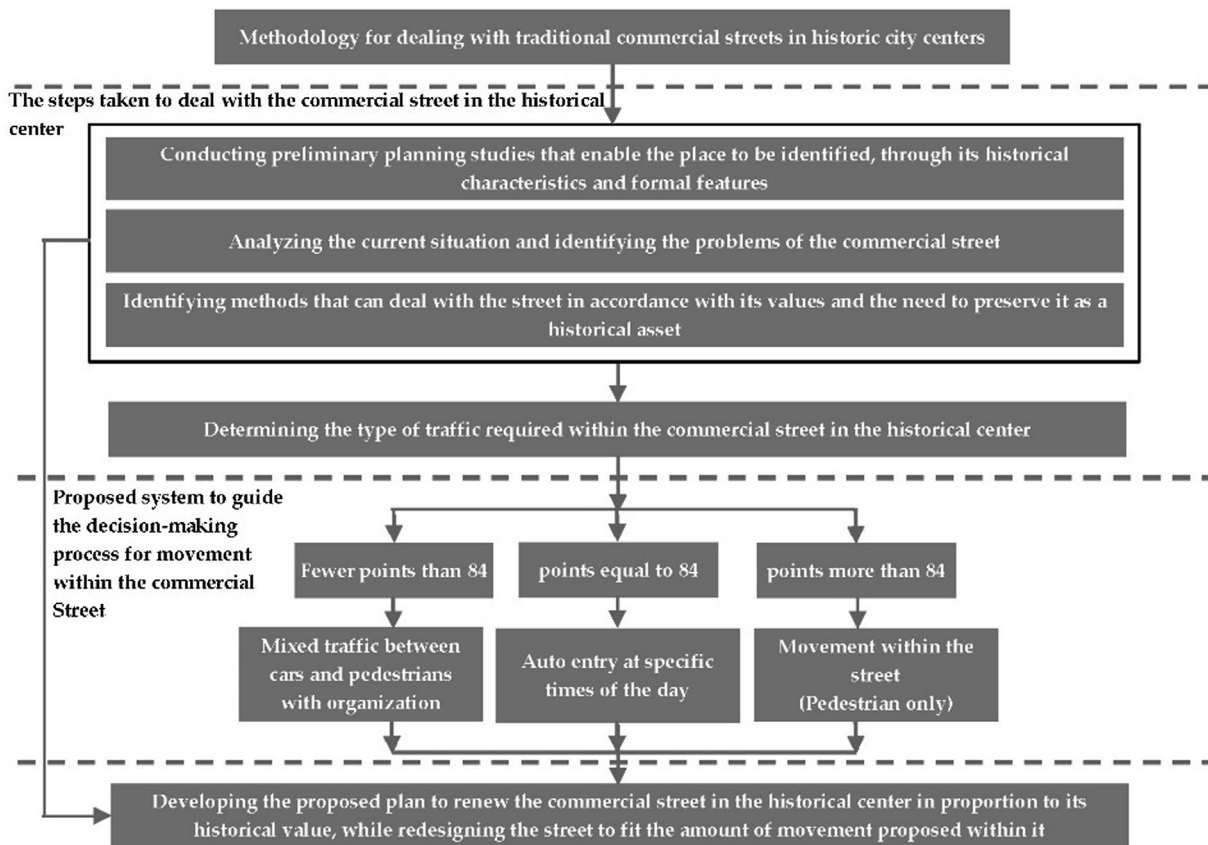 Methodology for dealing with traditional commercial streets in historic city centers
The steps taken to deal with the commercial street in the historical
center
Conducting preliminary planning studies that enable the place to be identified, through its historical
characteristics and formal features
Analyzing the current situation and identifying the problems of the commercial street
Identifying methods that can deal with the street in accordance with its values and the need to preserve it as a
historical asset
Determining the type of traffic required within the commercial street in the historical center
Proposed system to guide
the decision-making
process for movement
within the commercial
Street
Fewer points than 84
points equal to 84
points more than 84
Mixed traffic between
cars and pedestrians
with organization
Auto entry at specific
times of the day
Movement within the
street
(Pedestrian only)
Developing the proposed plan to renew the commercial street in the historical center in proportion to its
historical value, while redesigning the street to fit the amount of movement proposed within it